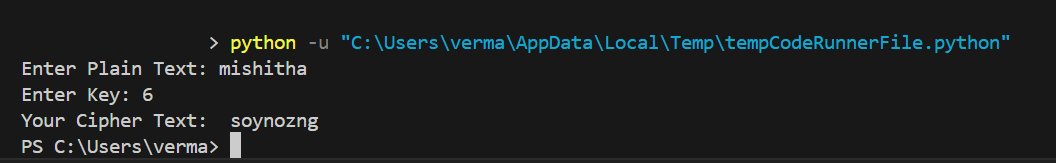 > python -u "C:\Users\verma\AppData\Local\Temp\tempCodeRunnerFile.python"
Enter Plain Text: mishitha
Enter Key: 6
Your Cipher Text:  soynozng
PS C:\Users\verma>